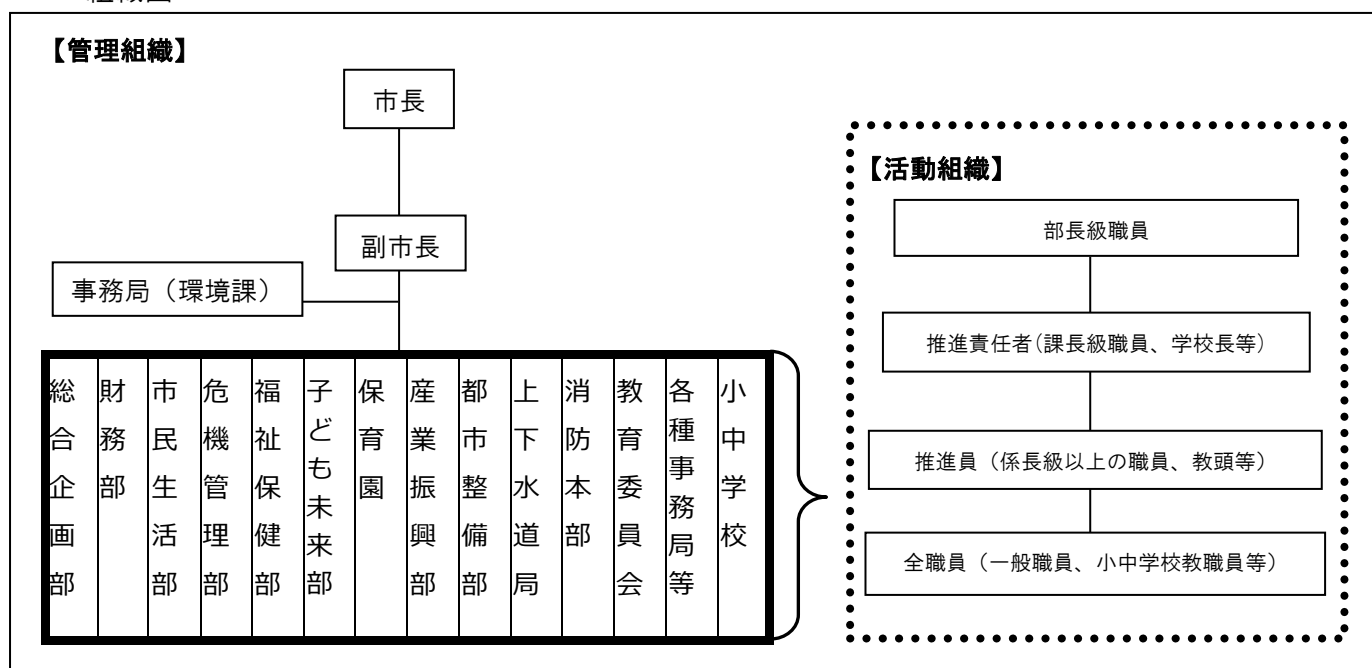 【管理組織】
市長
副市長
事務局（環境課）
総合企画部
財務部
市民生活部
危機管理部
福祉保健部
子ども未来部
保育園
産業振興部
都市整備部
上下水道局
消防本部
教育委員会
各種事務局等
小中学校
【活動組織】
部長級職員
推進責任者(課長級職員、学校長等)
推進員（係長級以上の職員、教頭等）
全職員（一般職員、小中学校教職員等）